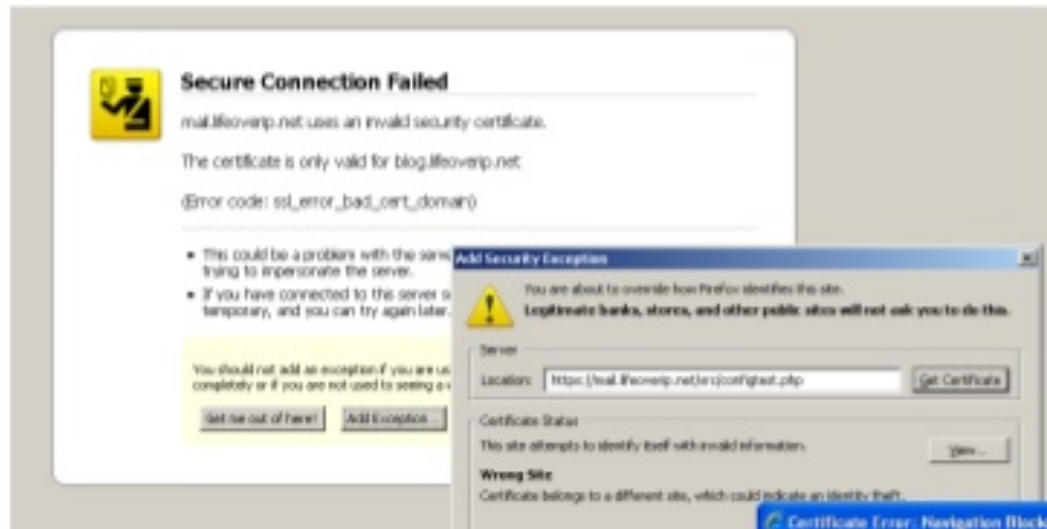 Secure Connection Failed
mail.lifeoverip.net uses an invalid security certificate.
The certificate is only valid for blog.lifeoverip.net
(Error code: ssl_error_bad_cert_domain)
This could be a problem with the
trying to impersonate the server.
If you have connected to this server
temporary, and you can try again later.
You should not add an exception if you are
completely or if you are not used to seeing a
Get me out of here!
Add Exception...
Add Security Exception
You are about to override how Firefox identifies this site.
Legitimate banks, stores, and other public sites will not ask you to do this.
Server
Location: https://mail.lifeoverip.net/src/configtest.php
Get Certificate
Certificate Status
This site attempts to identify itself with invalid information.
View...
Wrong Site
Certificate belongs to a different site, which could indicate an identity theft.
Certificate Error: Navigation